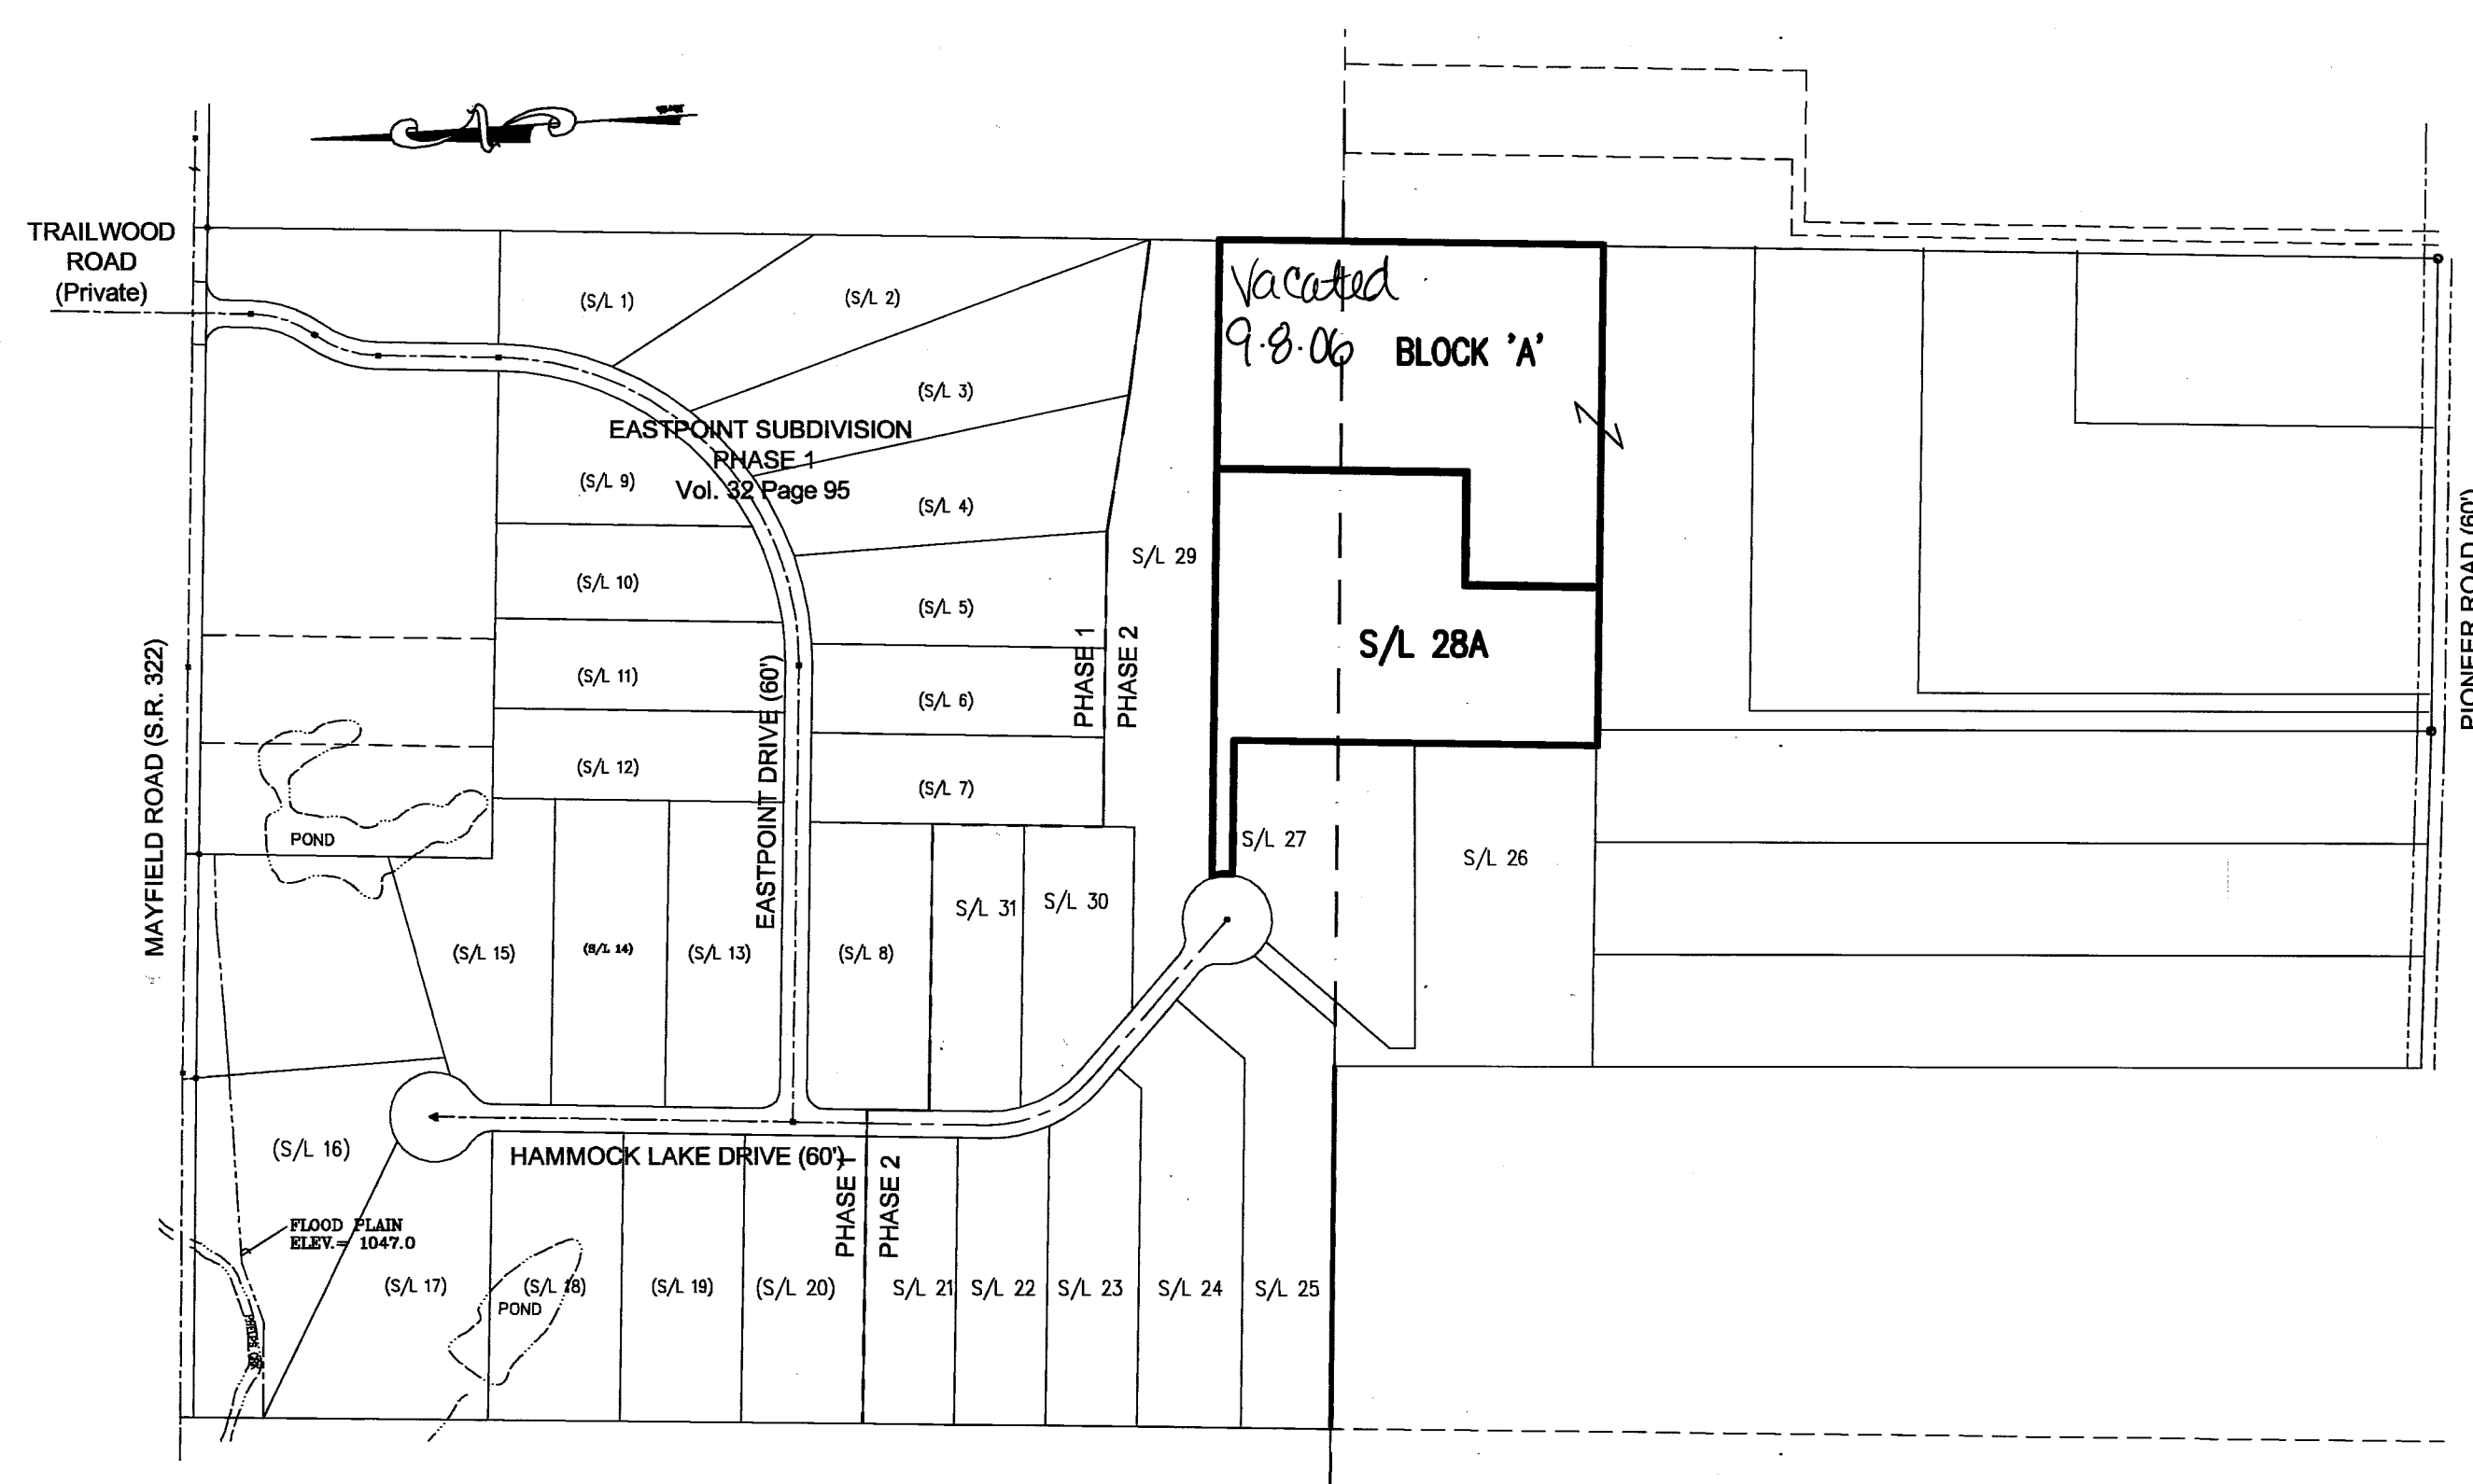 TRAILWOOD
ROAD
(Private)
Vacated
9.8.06
BLOCK 'A'
(S/L 1)
(S/L 2)
(S/L 3)
EASTPOINT SUBDIVISION
PHASE 1
Vol. 32 Page 95
(S/L 9)
(S/L 4)
S/L 29
(S/L 10)
(S/L 5)
S/L 28A
PIONEER ROAD (60')
(S/L 11)
(S/L 6)
PHASE 1
PHASE 2
MAYFIELD ROAD (S.R. 322)
EASTPOINT DRIVE (60')
(S/L 12)
(S/L 7)
POND
S/L 27
S/L 26
S/L 31
S/L 30
(S/L 15)
(S/L 14)
(S/L 13)
(S/L 8)
(S/L 16)
HAMMOCK LAKE DRIVE (60')
PHASE 1
PHASE 2
FLOOD PLAIN
ELEV.= 1047.0
(S/L 17)
(S/L 18)
(S/L 19)
(S/L 20)
S/L 21
S/L 22
S/L 23
S/L 24
S/L 25
POND